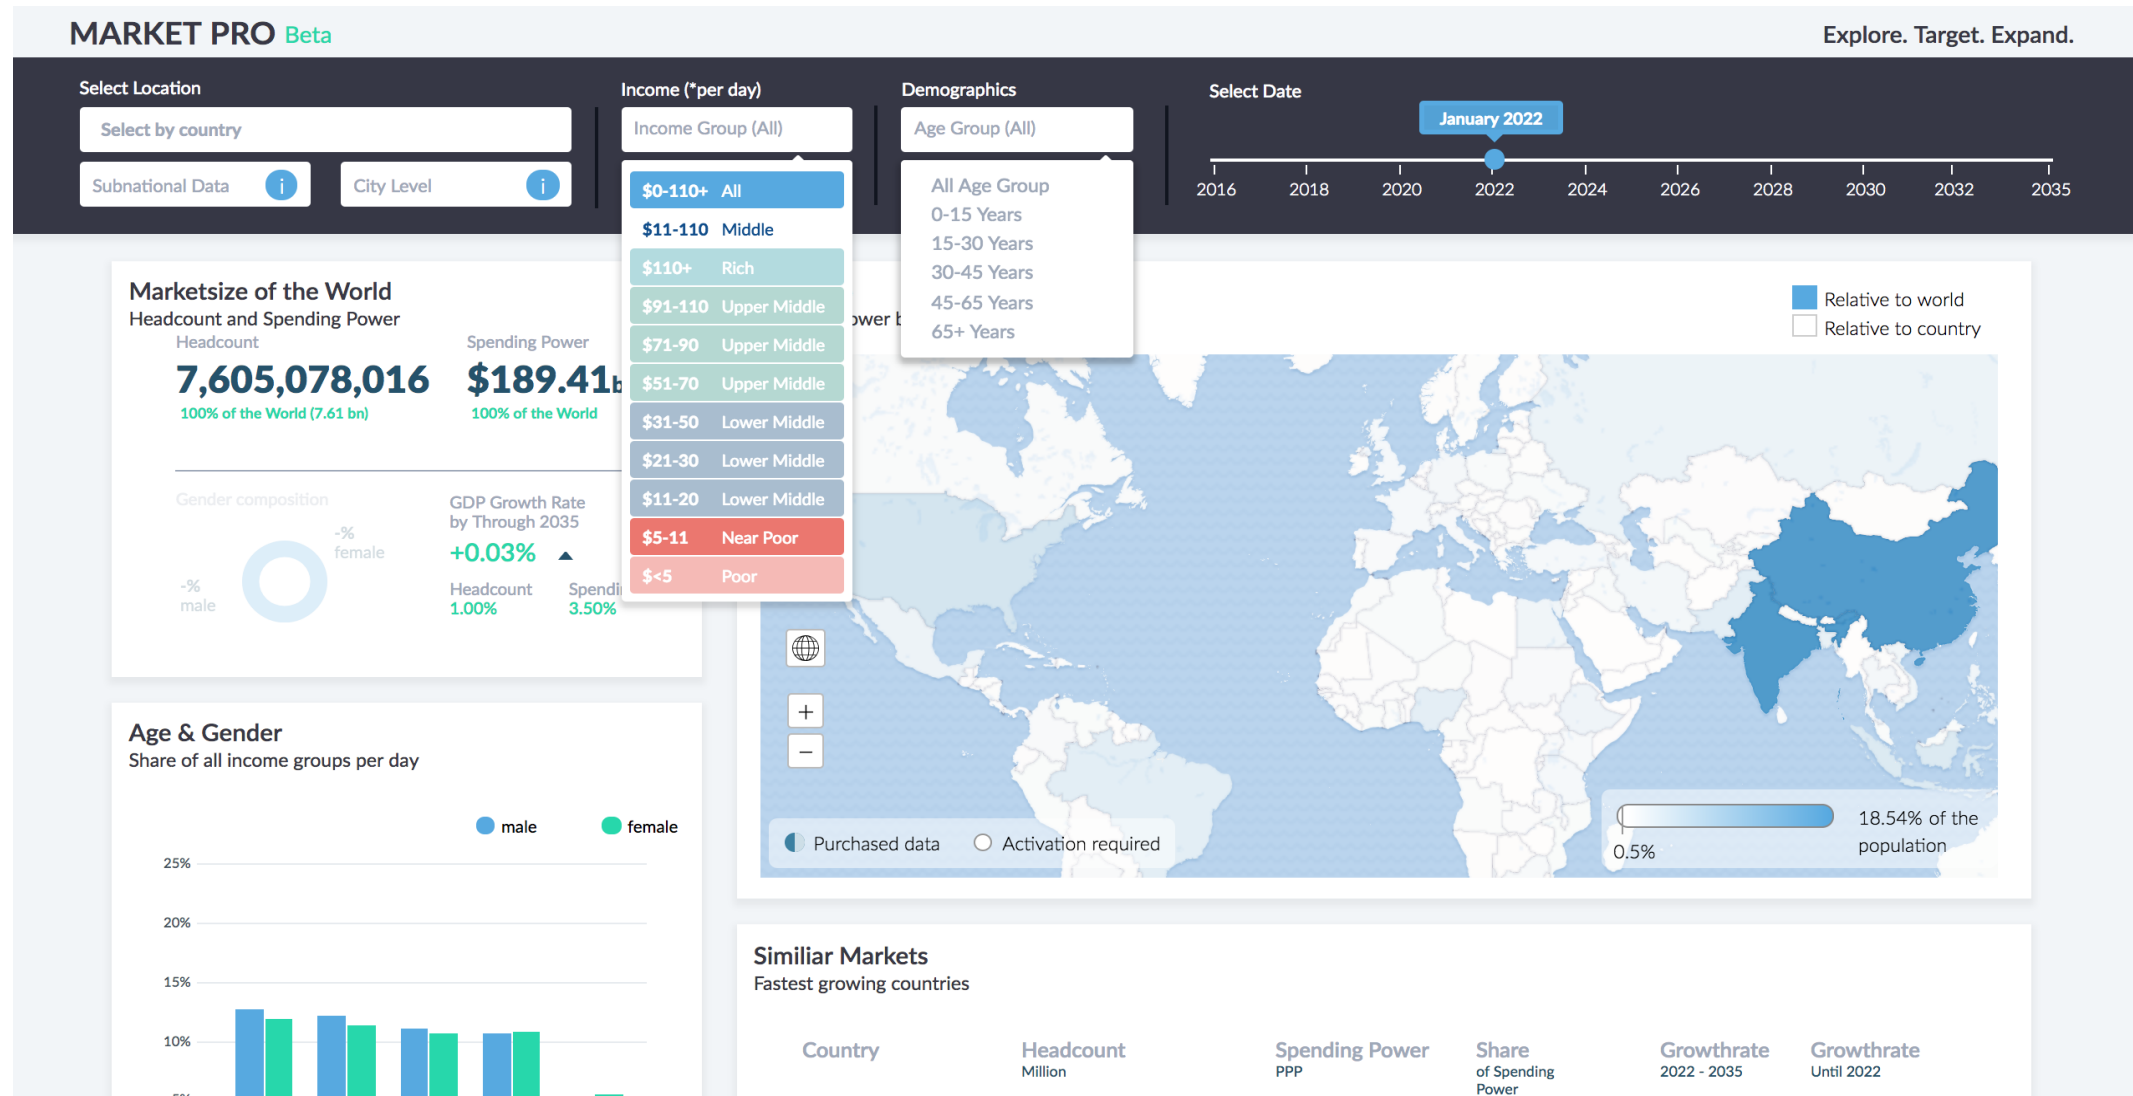 MARKET PRO Beta
Explore. Target. Expand.
Select Location
Select by country
Subnational Data i
City Level i
Income (*per day)
Income Group (All)
$0-110+ All
$11-110 Middle
$110+ Rich
$91-110 Upper Middle
$71-90 Upper Middle
$51-70 Upper Middle
$31-50 Lower Middle
$21-30 Lower Middle
$11-20 Lower Middle
$5-11 Near Poor
$<5 Poor
Demographics
Age Group (All)
All Age Group
0-15 Years
15-30 Years
30-45 Years
45-65 Years
65+ Years
Select Date
January 2022
2016 2018 2020 2022 2024 2026 2028 2030 2032 2035
Marketsize of the World
Headcount and Spending Power
Headcount
7,605,078,016
100% of the World (7.61 bn)
Spending Power
$189.41
100% of the World
Gender composition
-%
female
-%
male
GDP Growth Rate
by Through 2035
+0.03%
Headcount
1.00%
3.50%
Relative to world
Relative to country
+
−
Purchased data
Activation required
0.5%
18.54% of the
population
Age & Gender
Share of all income groups per day
male female
25%
20%
15%
10%
Similiar Markets
Fastest growing countries
Country
Headcount
Million
Spending Power
PPP
Share
of Spending
Power
Growthrate
2022 - 2035
Growthrate
Until 2022